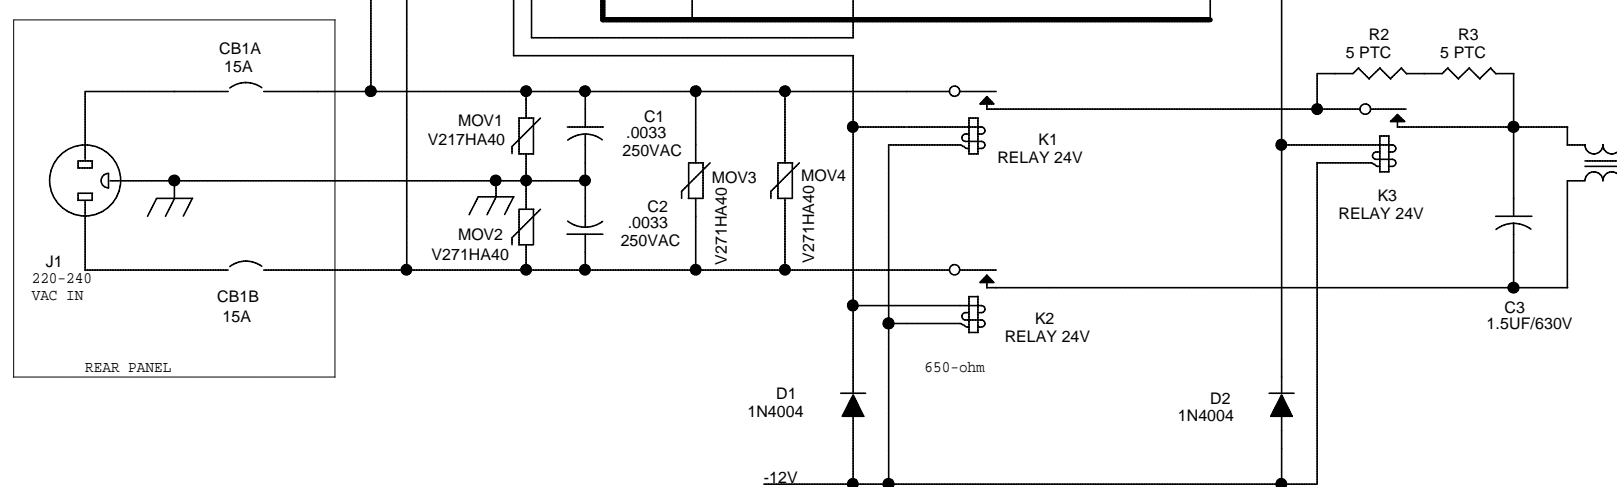 CB1A
15A
R2
5 PTC
R3
5 PTC
MOV1
V217HA40
C1
.0033
250VAC
K1
RELAY 24V
MOV3
V271HA40
MOV4
V271HA40
K3
RELAY 24V
C2
.0033
250VAC
MOV2
V271HA40
J1
220-240
VAC IN
CB1B
15A
C3
1.5UF/630V
K2
RELAY 24V
REAR PANEL
650-ohm
D1
1N4004
D2
1N4004
-12V